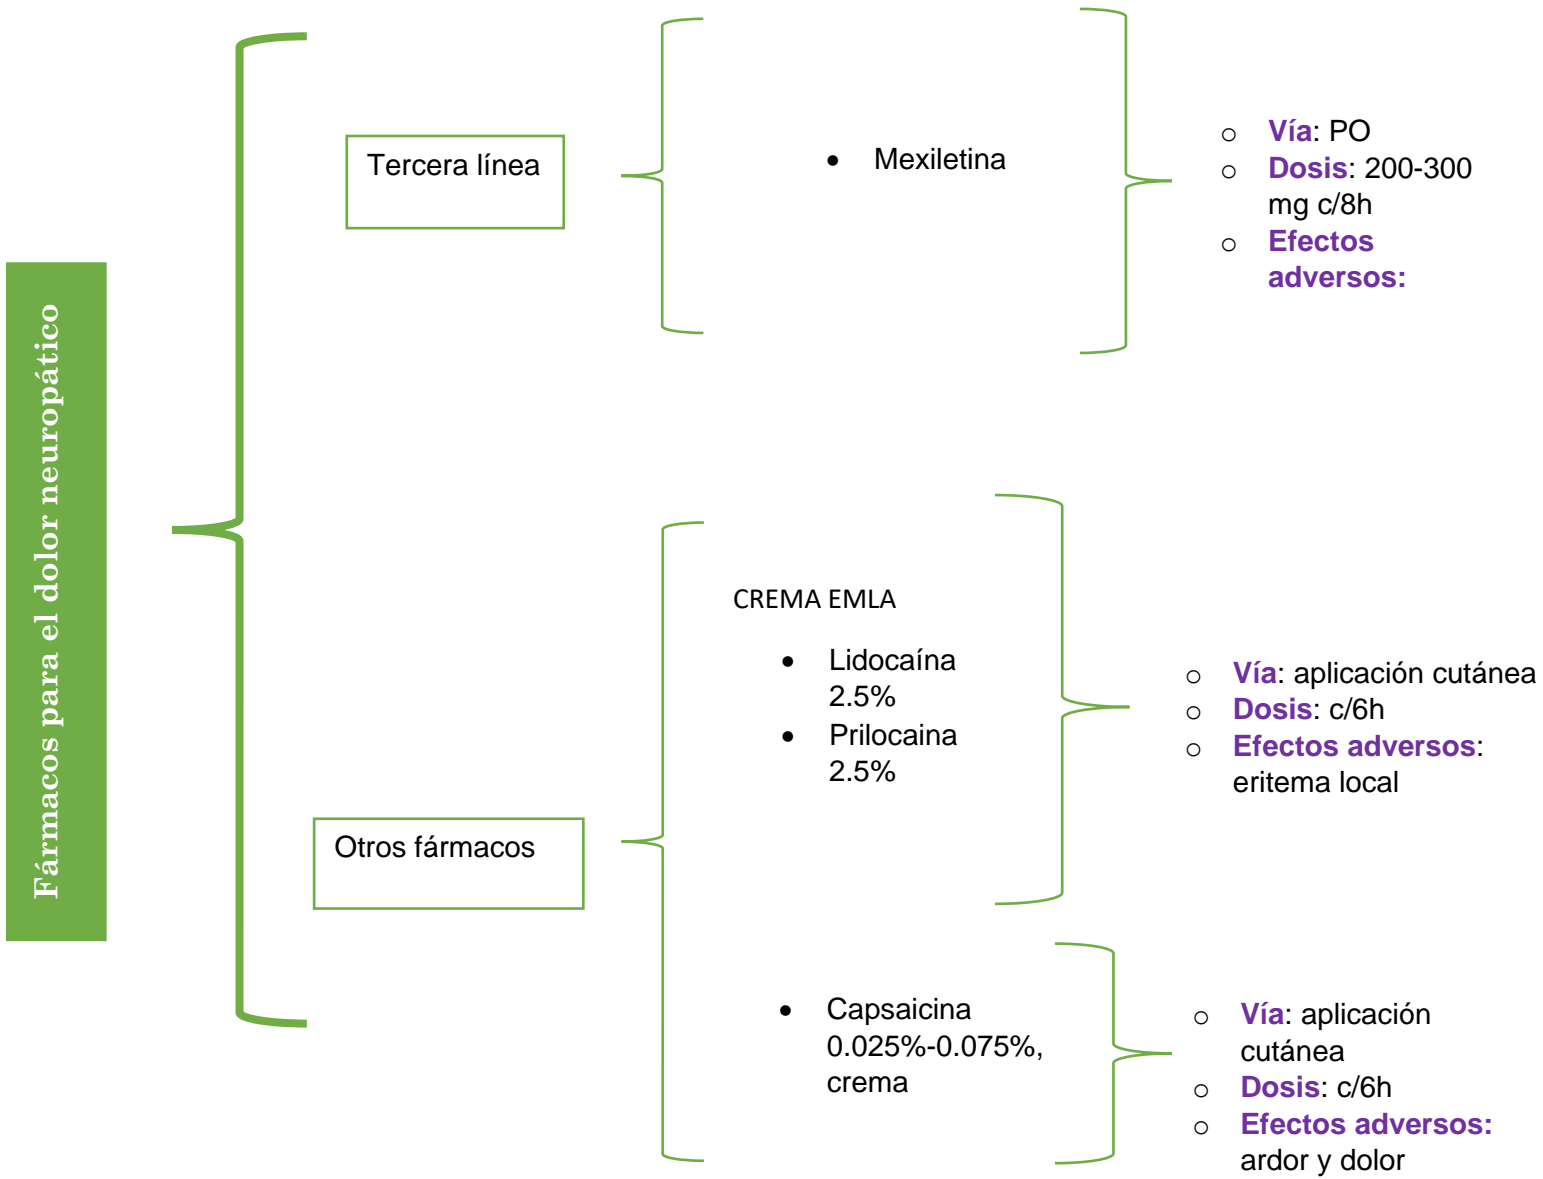 Fármacos para el dolor neuropático
Tercera línea
• Mexiletina
o Vía: PO
o Dosis: 200-300
mg c/8h
o Efectos
adversos:
Otros fármacos
CREMA EMLA
• Lidocaína
2.5%
• Prilocaina
2.5%
o Vía: aplicación cutánea
o Dosis: c/6h
o Efectos adversos:
eritema local
• Capsaicina
0.025%-0.075%,
crema
o Vía: aplicación
cutánea
o Dosis: c/6h
o Efectos adversos:
ardor y dolor